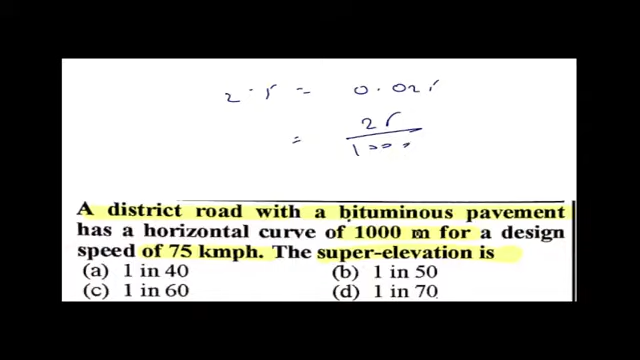 2.5 = 0.025
= 25/1000
A district road with a bituminous pavement
has a horizontal curve of 1000 m for a design
speed of 75 kmph. The super-elevation is
(a) 1 in 40 (b) 1 in 50
(c) 1 in 60 (d) 1 in 70